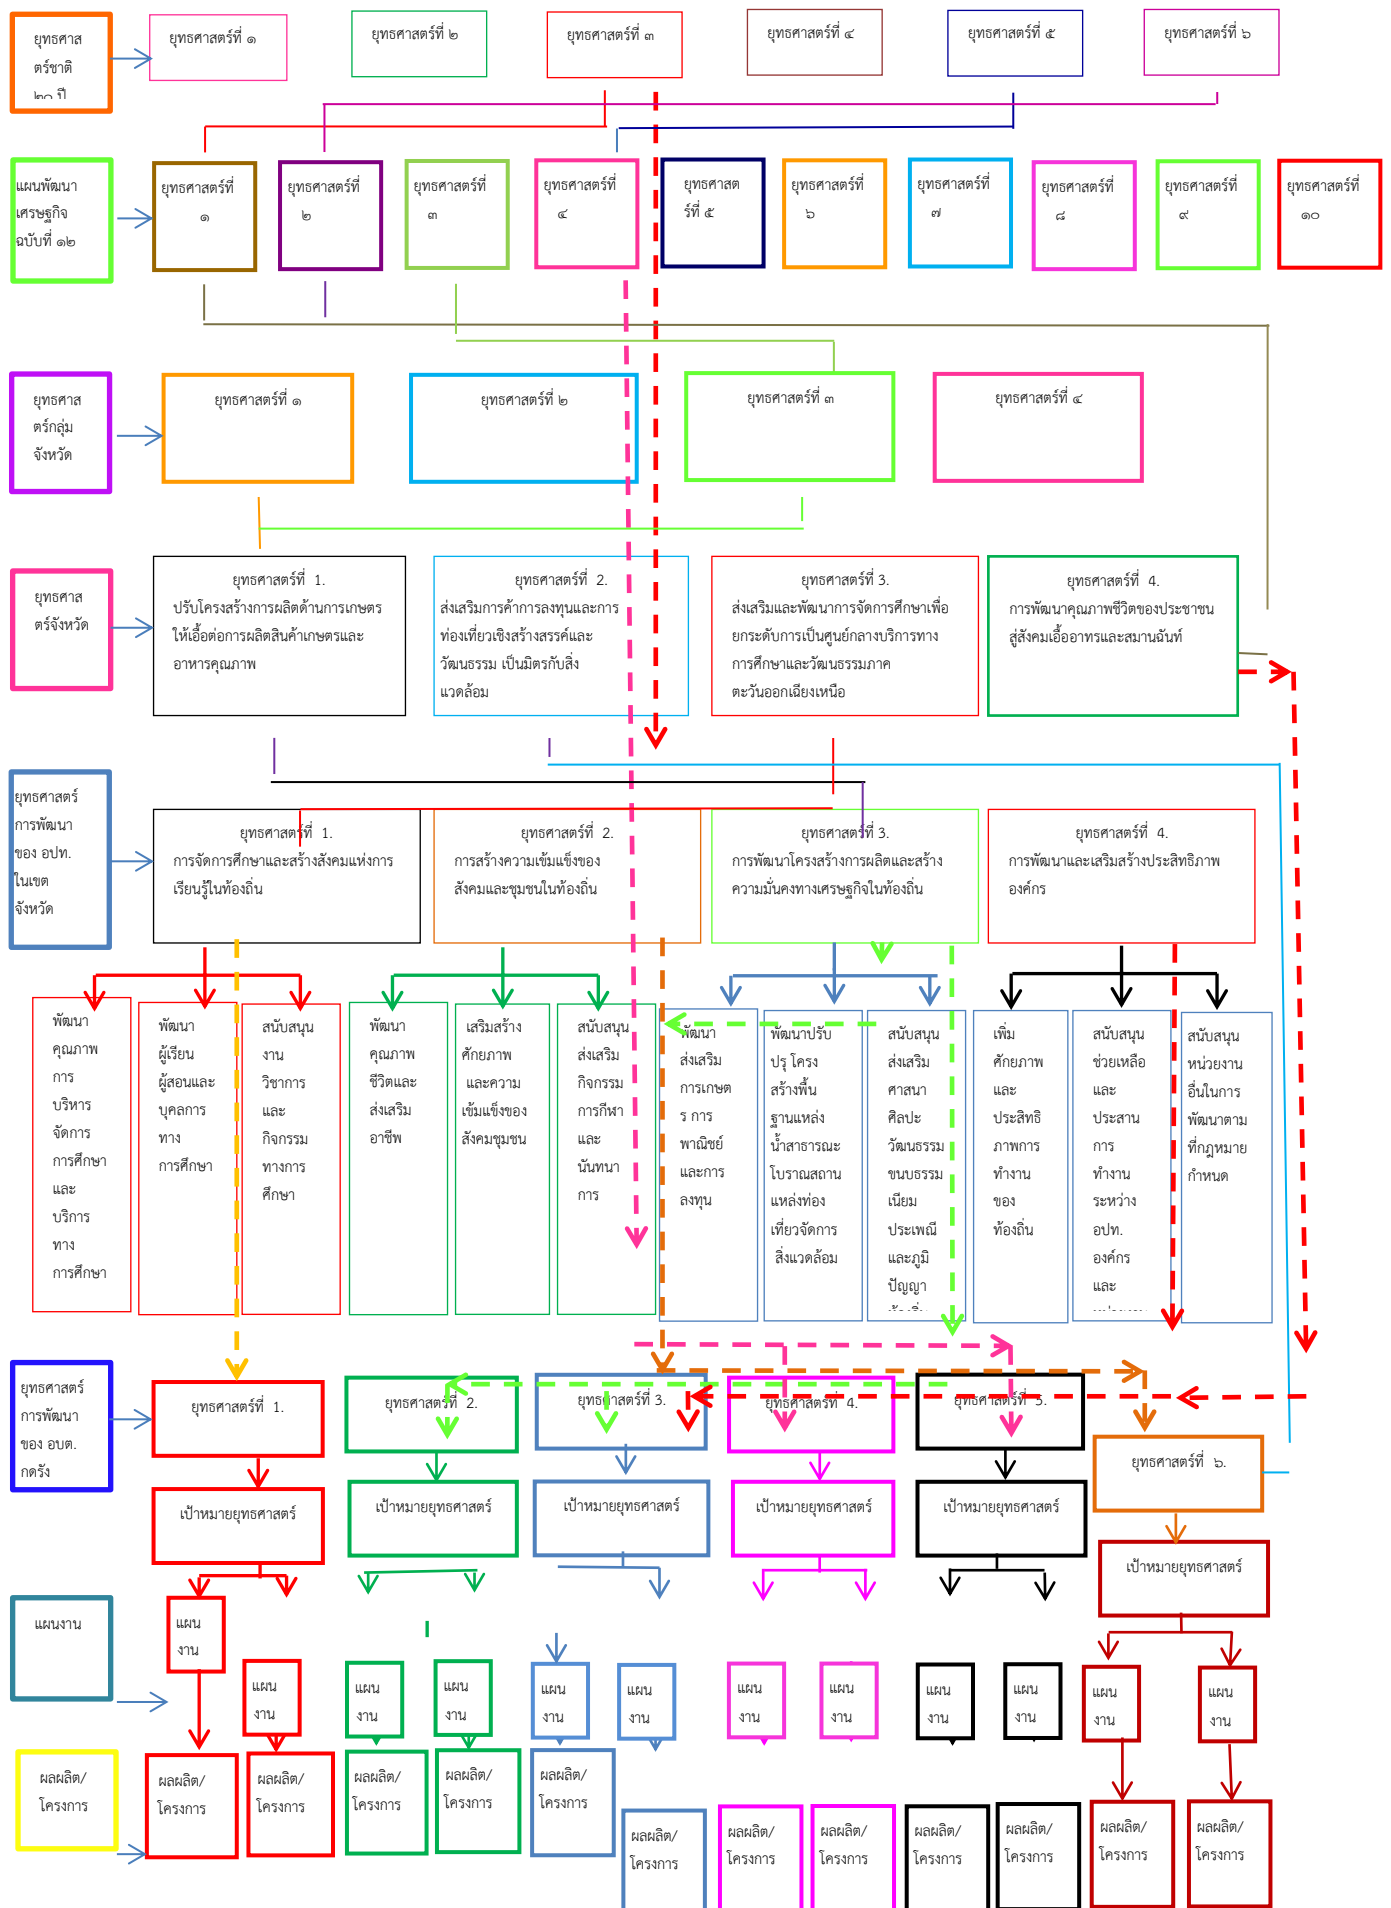 ยุทธศาส
ตร์ชาติ
๒๐ ปี
ยุทธศาสตร์ที่ ๑
ยุทธศาสตร์ที่ ๒
ยุทธศาสตร์ที่ ๓
ยุทธศาสตร์ที่ ๔
ยุทธศาสตร์ที่ ๕
ยุทธศาสตร์ที่ ๖
แผนพัฒนา
เศรษฐกิจ
ฉบับที่ ๑๒
ยุทธศาสตร์ที่
๑
ยุทธศาสตร์ที่
๒
ยุทธศาสตร์ที่
๓
ยุทธศาสตร์ที่
๔
ยุทธศาสต
ร์ที่ ๕
ยุทธศาสตร์ที่
๖
ยุทธศาสตร์ที่
๗
ยุทธศาสตร์ที่
๘
ยุทธศาสตร์ที่
๙
ยุทธศาสตร์ที่
๑๐
ยุทธศาส
ตร์กลุ่ม
จังหวัด
ยุทธศาสตร์ที่ ๑
ยุทธศาสตร์ที่ ๒
ยุทธศาสตร์ที่ ๓
ยุทธศาสตร์ที่ ๔
ยุทธศาส
ตร์จังหวัด
ยุทธศาสตร์ที่ 1.
ปรับโครงสร้างการผลิตด้านการเกษตร
ให้เอื้อต่อการผลิตสินค้าเกษตรและ
อาหารคุณภาพ
ยุทธศาสตร์ที่ 2.
ส่งเสริมการค้าการลงทุนและการ
ท่องเที่ยวเชิงสร้างสรรค์และ
วัฒนธรรม เป็นมิตรกับสิ่ง
แวดล้อม
ยุทธศาสตร์ที่ 3.
ส่งเสริมและพัฒนาการจัดการศึกษาเพื่อ
ยกระดับการเป็นศูนย์กลางบริการทาง
การศึกษาและวัฒนธรรมภาค
ตะวันออกเฉียงเหนือ
ยุทธศาสตร์ที่ 4.
การพัฒนาคุณภาพชีวิตของประชาชน
สู่สังคมเอื้ออาทรและสมานฉันท์
ยุทธศาสตร์
การพัฒนา
ของ อปท.
ในเขต
จังหวัด
ยุทธศาสตร์ที่ 1.
การจัดการศึกษาและสร้างสังคมแห่งการ
เรียนรู้ในท้องถิ่น
ยุทธศาสตร์ที่ 2.
การสร้างความเข้มแข็งของ
สังคมและชุมชนในท้องถิ่น
ยุทธศาสตร์ที่ 3.
การพัฒนาโครงสร้างการผลิตและสร้าง
ความมั่นคงทางเศรษฐกิจในท้องถิ่น
ยุทธศาสตร์ที่ 4.
การพัฒนาและเสริมสร้างประสิทธิภาพ
องค์กร
พัฒนา
คุณภาพ
การ
บริหาร
จัดการ
การศึกษา
และ
บริการ
ทาง
การศึกษา
พัฒนา
ผู้เรียน
ผู้สอนและ
บุคลการ
ทาง
การศึกษา
สนับสนุน
งาน
วิชาการ
และ
กิจกรรม
ทางการ
ศึกษา
พัฒนา
คุณภาพ
ชีวิตและ
ส่งเสริม
อาชีพ
เสริมสร้าง
ศักยภาพ
และความ
เข้มแข็งของ
สังคมชุมชน
สนับสนุน
ส่งเสริม
กิจกรรม
การกีฬา
และ
นันทนา
การ
พัฒนา
ส่งเสริม
การเกษต
ร การ
พาณิชย์
และการ
ลงทุน
พัฒนาปรับ
ปรุ โครง
สร้างพื้น
ฐานแหล่ง
น้ำสาธารณะ
โบราณสถาน
แหล่งท่อง
เที่ยวจัดการ
สิ่งแวดล้อม
สนับสนุน
ส่งเสริม
ศาสนา
ศิลปะ
วัฒนธรรม
ขนบธรรม
เนียม
ประเพณี
และภูมิ
ปัญญา
เพิ่ม
ศักยภาพ
และ
ประสิทธิ
ภาพการ
ทำงาน
ของ
ท้องถิ่น
สนับสนุน
ช่วยเหลือ
และ
ประสาน
การ
ทำงาน
ระหว่าง
อปท.
องค์กร
และ
สนับสนุน
หน่วยงาน
อื่นในการ
พัฒนาตาม
ที่กฎหมาย
กำหนด
ยุทธศาสตร์
การพัฒนา
ของ อบต.
กดรัง
ยุทธศาสตร์ที่ 1.
ยุทธศาสตร์ที่ 2.
ยุทธศาสตร์ที่ 3.
ยุทธศาสตร์ที่ 4.
ยุทธศาสตร์ที่ 5.
ยุทธศาสตร์ที่ ๖.
เป้าหมายยุทธศาสตร์
เป้าหมายยุทธศาสตร์
เป้าหมายยุทธศาสตร์
เป้าหมายยุทธศาสตร์
เป้าหมายยุทธศาสตร์
เป้าหมายยุทธศาสตร์
แผนงาน
แผน
งาน
แผน
งาน
แผน
งาน
แผน
งาน
แผน
งาน
แผน
งาน
แผน
งาน
แผน
งาน
แผน
งาน
แผน
งาน
แผน
งาน
แผน
งาน
ผลผลิต/
โครงการ
ผลผลิต/
โครงการ
ผลผลิต/
โครงการ
ผลผลิต/
โครงการ
ผลผลิต/
โครงการ
ผลผลิต/
โครงการ
ผลผลิต/
โครงการ
ผลผลิต/
โครงการ
ผลผลิต/
โครงการ
ผลผลิต/
โครงการ
ผลผลิต/
โครงการ
ผลผลิต/
โครงการ
ผลผลิต/
โครงการ